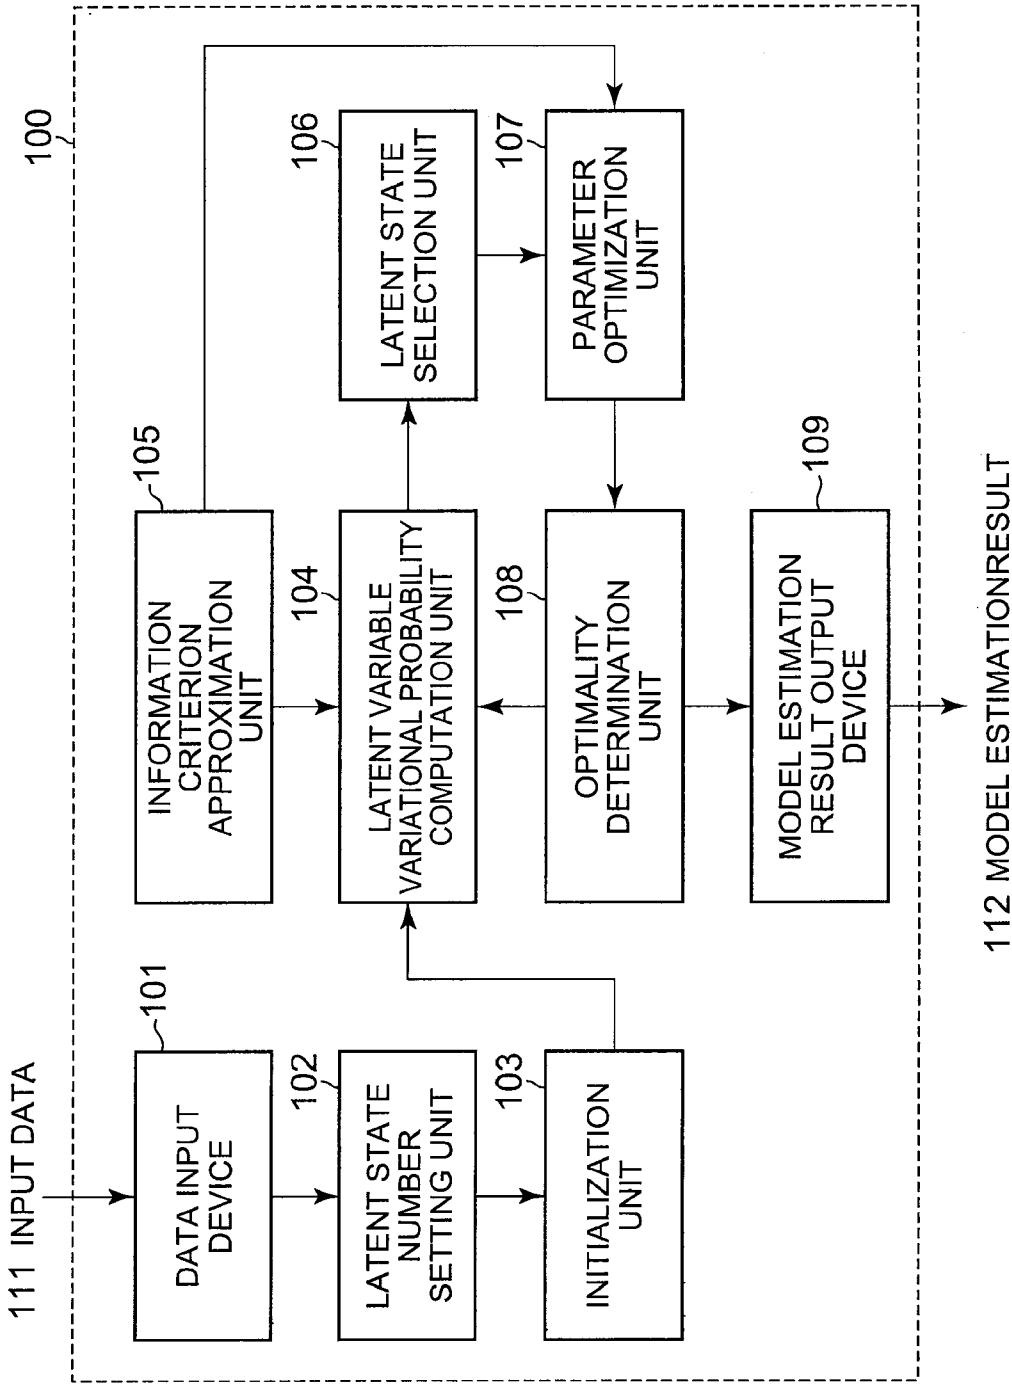 100
111 INPUT DATA
101
DATA INPUT
DEVICE
102
LATENT STATE
NUMBER
SETTING UNIT
103
INITIALIZATION
UNIT
105
INFORMATION
CRITERION
APPROXIMATION
UNIT
104
LATENT VARIABLE
VARIATIONAL PROBABILITY
COMPUTATION UNIT
108
OPTIMALITY
DETERMINATION
UNIT
109
MODEL ESTIMATION
RESULT OUTPUT
DEVICE
106
LATENT STATE
SELECTION UNIT
107
PARAMETER
OPTIMIZATION
UNIT
112 MODEL ESTIMATIONRESULT